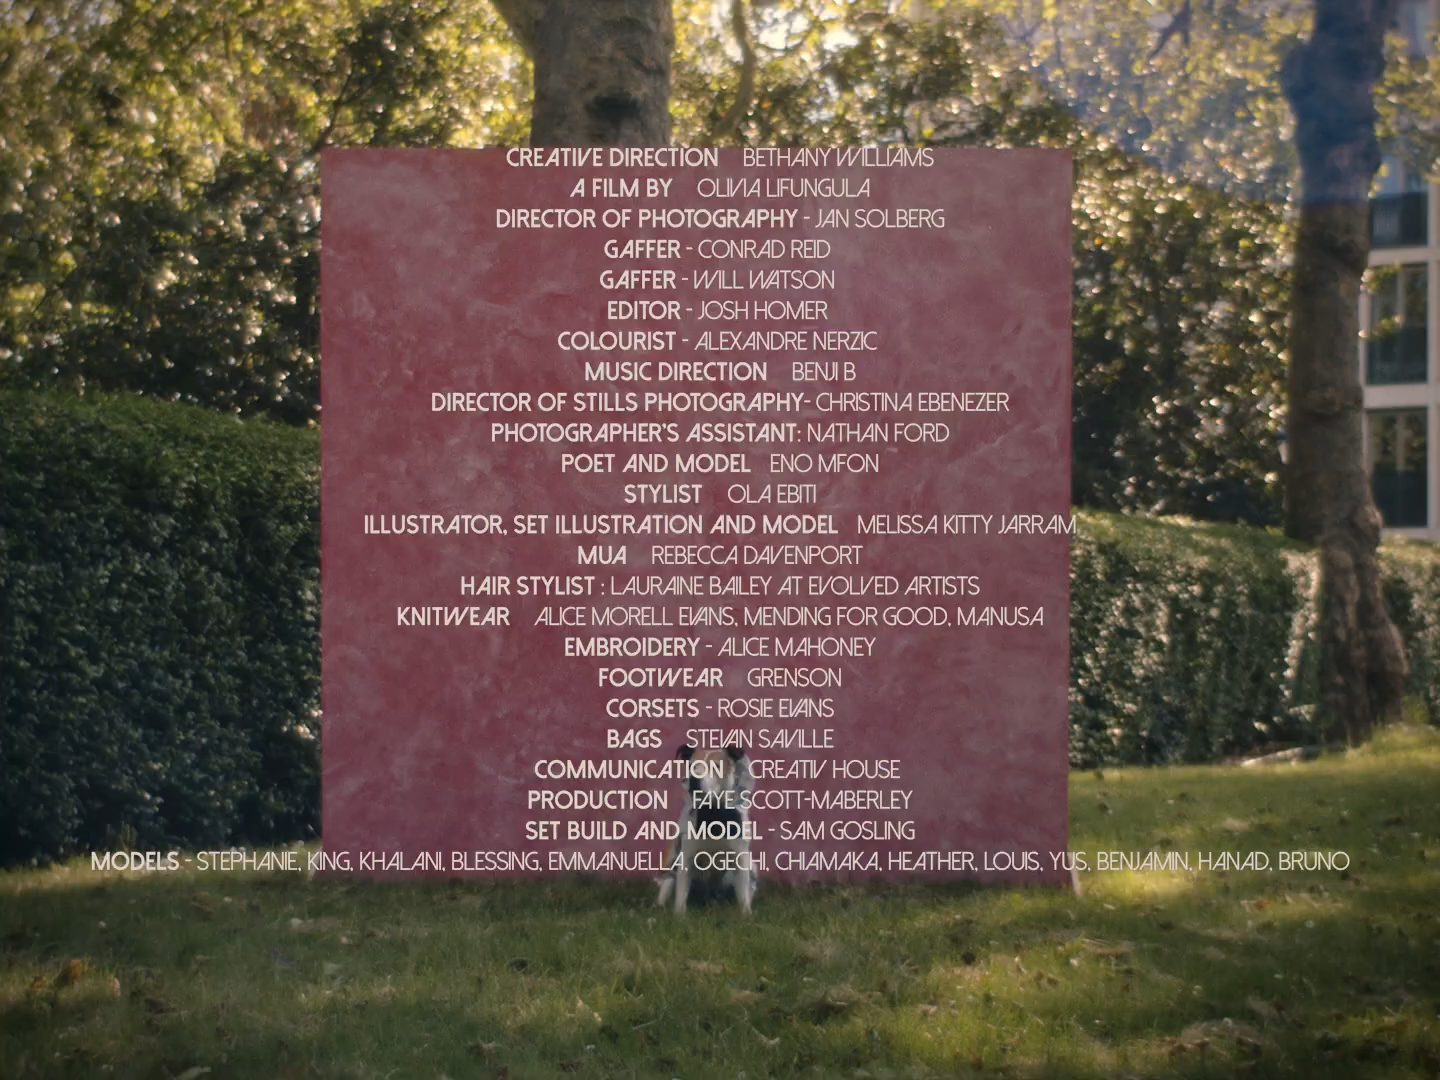 CREATIVE DIRECTION BETHANY WILLIAMS
A FILM BY OLIVIA LIFUNGULA
DIRECTOR OF PHOTOGRAPHY - JAN SOLBERG
GAFFER - CONRAD REID
GAFFER - WILL WATSON
EDITOR - JOSH HOMER
COLOURIST - ALEXANDRE NERZIC
MUSIC DIRECTION BENJI B
DIRECTOR OF STILLS PHOTOGRAPHY- CHRISTINA EBENEZER
PHOTOGRAPHER'S ASSISTANT: NATHAN FORD
POET AND MODEL ENO MFON
STYLIST OLA EBITI
ILLUSTRATOR, SET ILLUSTRATION AND MODEL MELISSA KITTY JARRAM
MUA REBECCA DAVENPORT
HAIR STYLIST : LAURAINE BAILEY AT EVOLVED ARTISTS
KNITWEAR ALICE MORELL EVANS, MENDING FOR GOOD, MANUSA
EMBROIDERY - ALICE MAHONEY
FOOTWEAR GRENSON
CORSETS - ROSIE EVANS
BAGS STEVAN SAVILLE
COMMUNICATION CREATIV HOUSE
PRODUCTION FAYE SCOTT-MABERLEY
SET BUILD AND MODEL - SAM GOSLING
MODELS - STEPHANIE, KING, KHALANI, BLESSING, EMMANUELLA, OGECHI, CHIAMAKA, HEATHER, LOUIS, YUS, BENJAMIN, HANAD, BRUNO